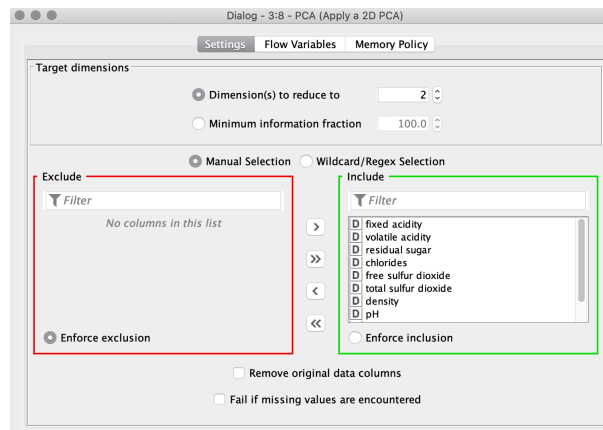 Dialog - 3:8 - PCA (Apply a 2D PCA)
Settings Flow Variables Memory Policy
Target dimensions
Dimension(s) to reduce to 2
Minimum information fraction 100.0
Manual Selection Wildcard/Regex Selection
Exclude
Filter
No columns in this list
Enforce exclusion
>
>>
<
<<
Include
Filter
D fixed acidity
D volatile acidity
D residual sugar
D chlorides
D free sulfur dioxide
D total sulfur dioxide
D density
D pH
Enforce inclusion
Remove original data columns
Fail if missing values are encountered